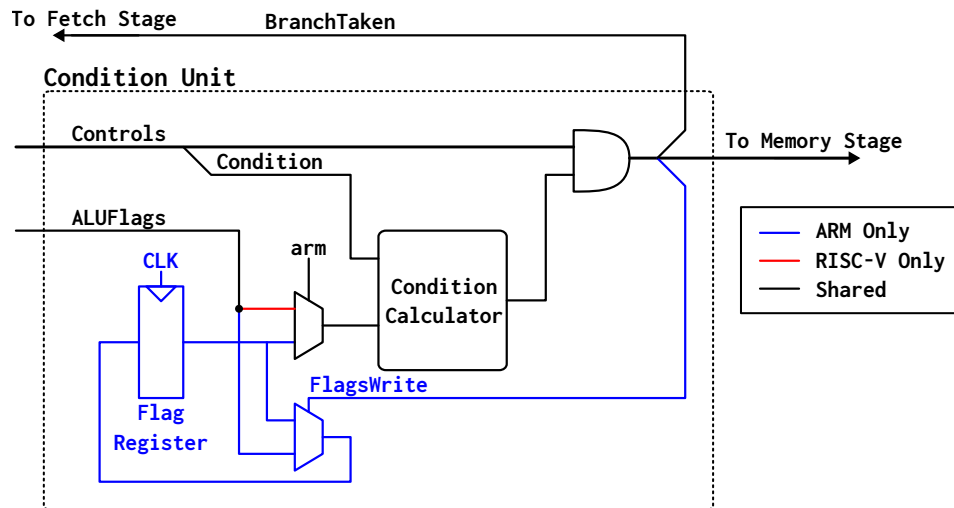 To Fetch Stage
BranchTaken
Condition Unit
Controls
To Memory Stage
Condition
ALUFlags
arm
CLK
Condition
Calculator
FlagsWrite
Flag
Register
ARM Only
RISC-V Only
Shared